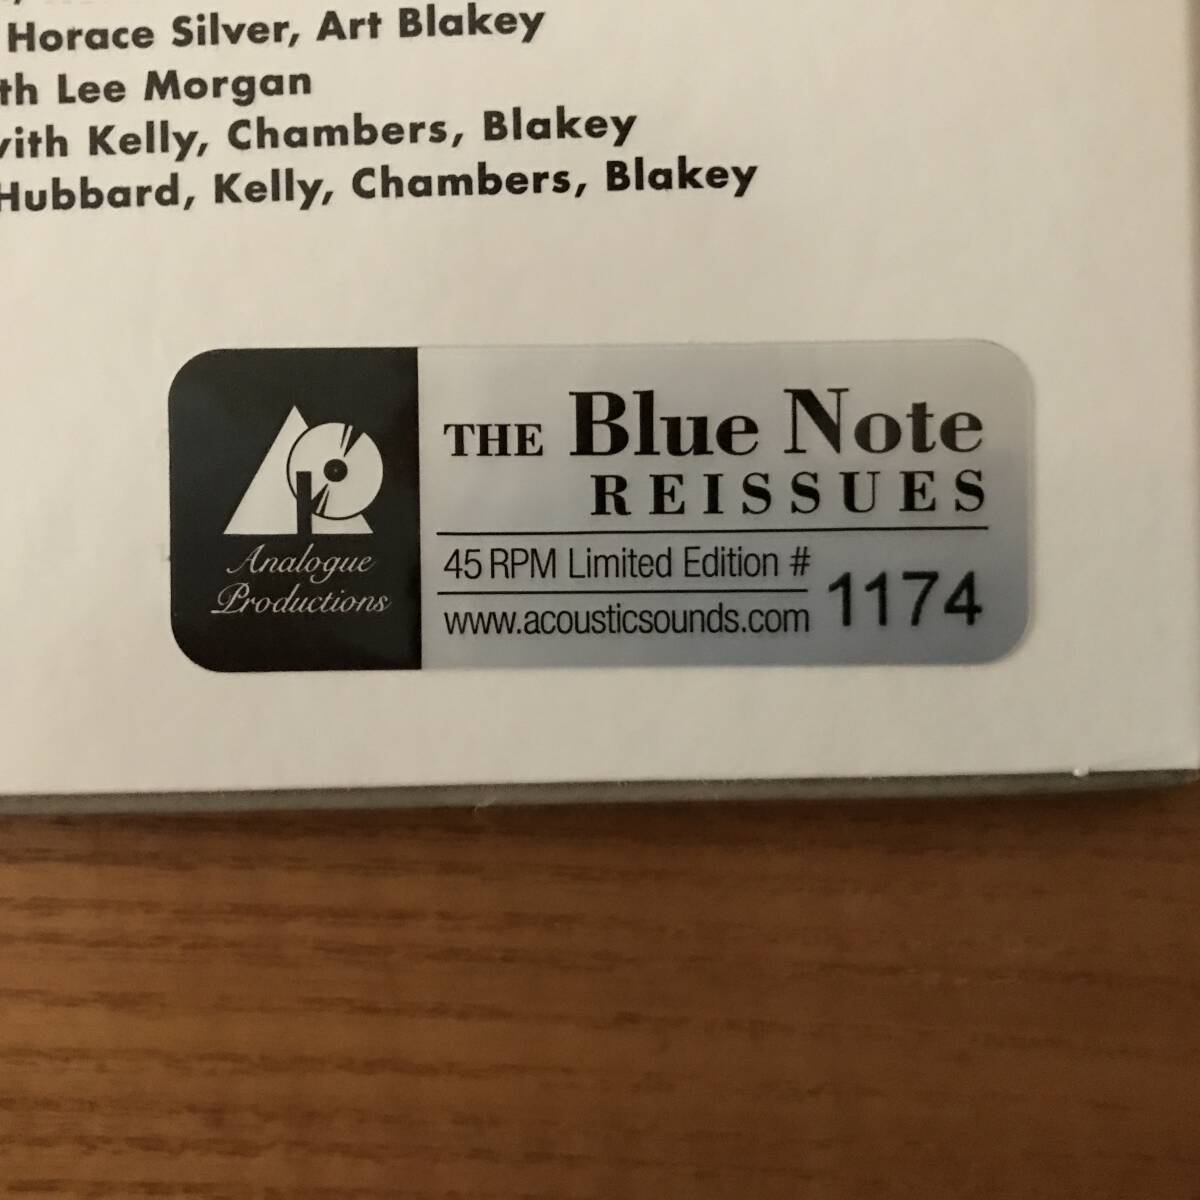 Horace Silver, Art Blakey
th Lee Morgan
with Kelly, Chambers, Blakey
Hubbard, Kelly, Chambers, Blakey
Analogue
Productions
THE Blue Note
REISSUES
45 RPM Limited Edition # 1174
www.acousticsounds.com